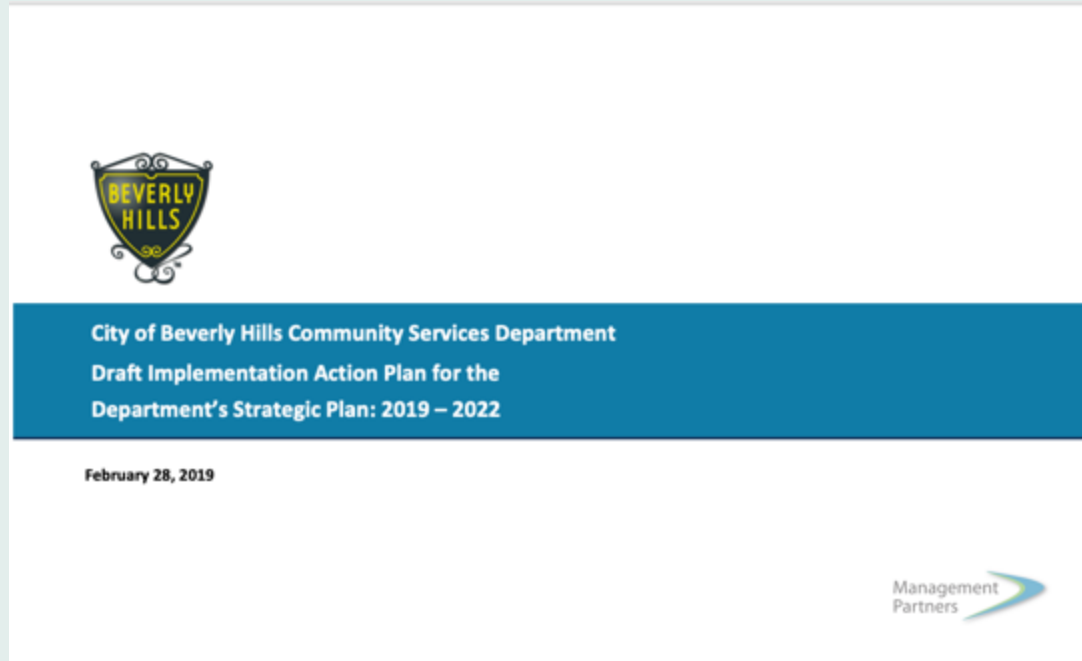 BEVERLY
HILLS
City of Beverly Hills Community Services Department
Draft Implementation Action Plan for the
Department's Strategic Plan: 2019 – 2022
February 28, 2019
Management
Partners